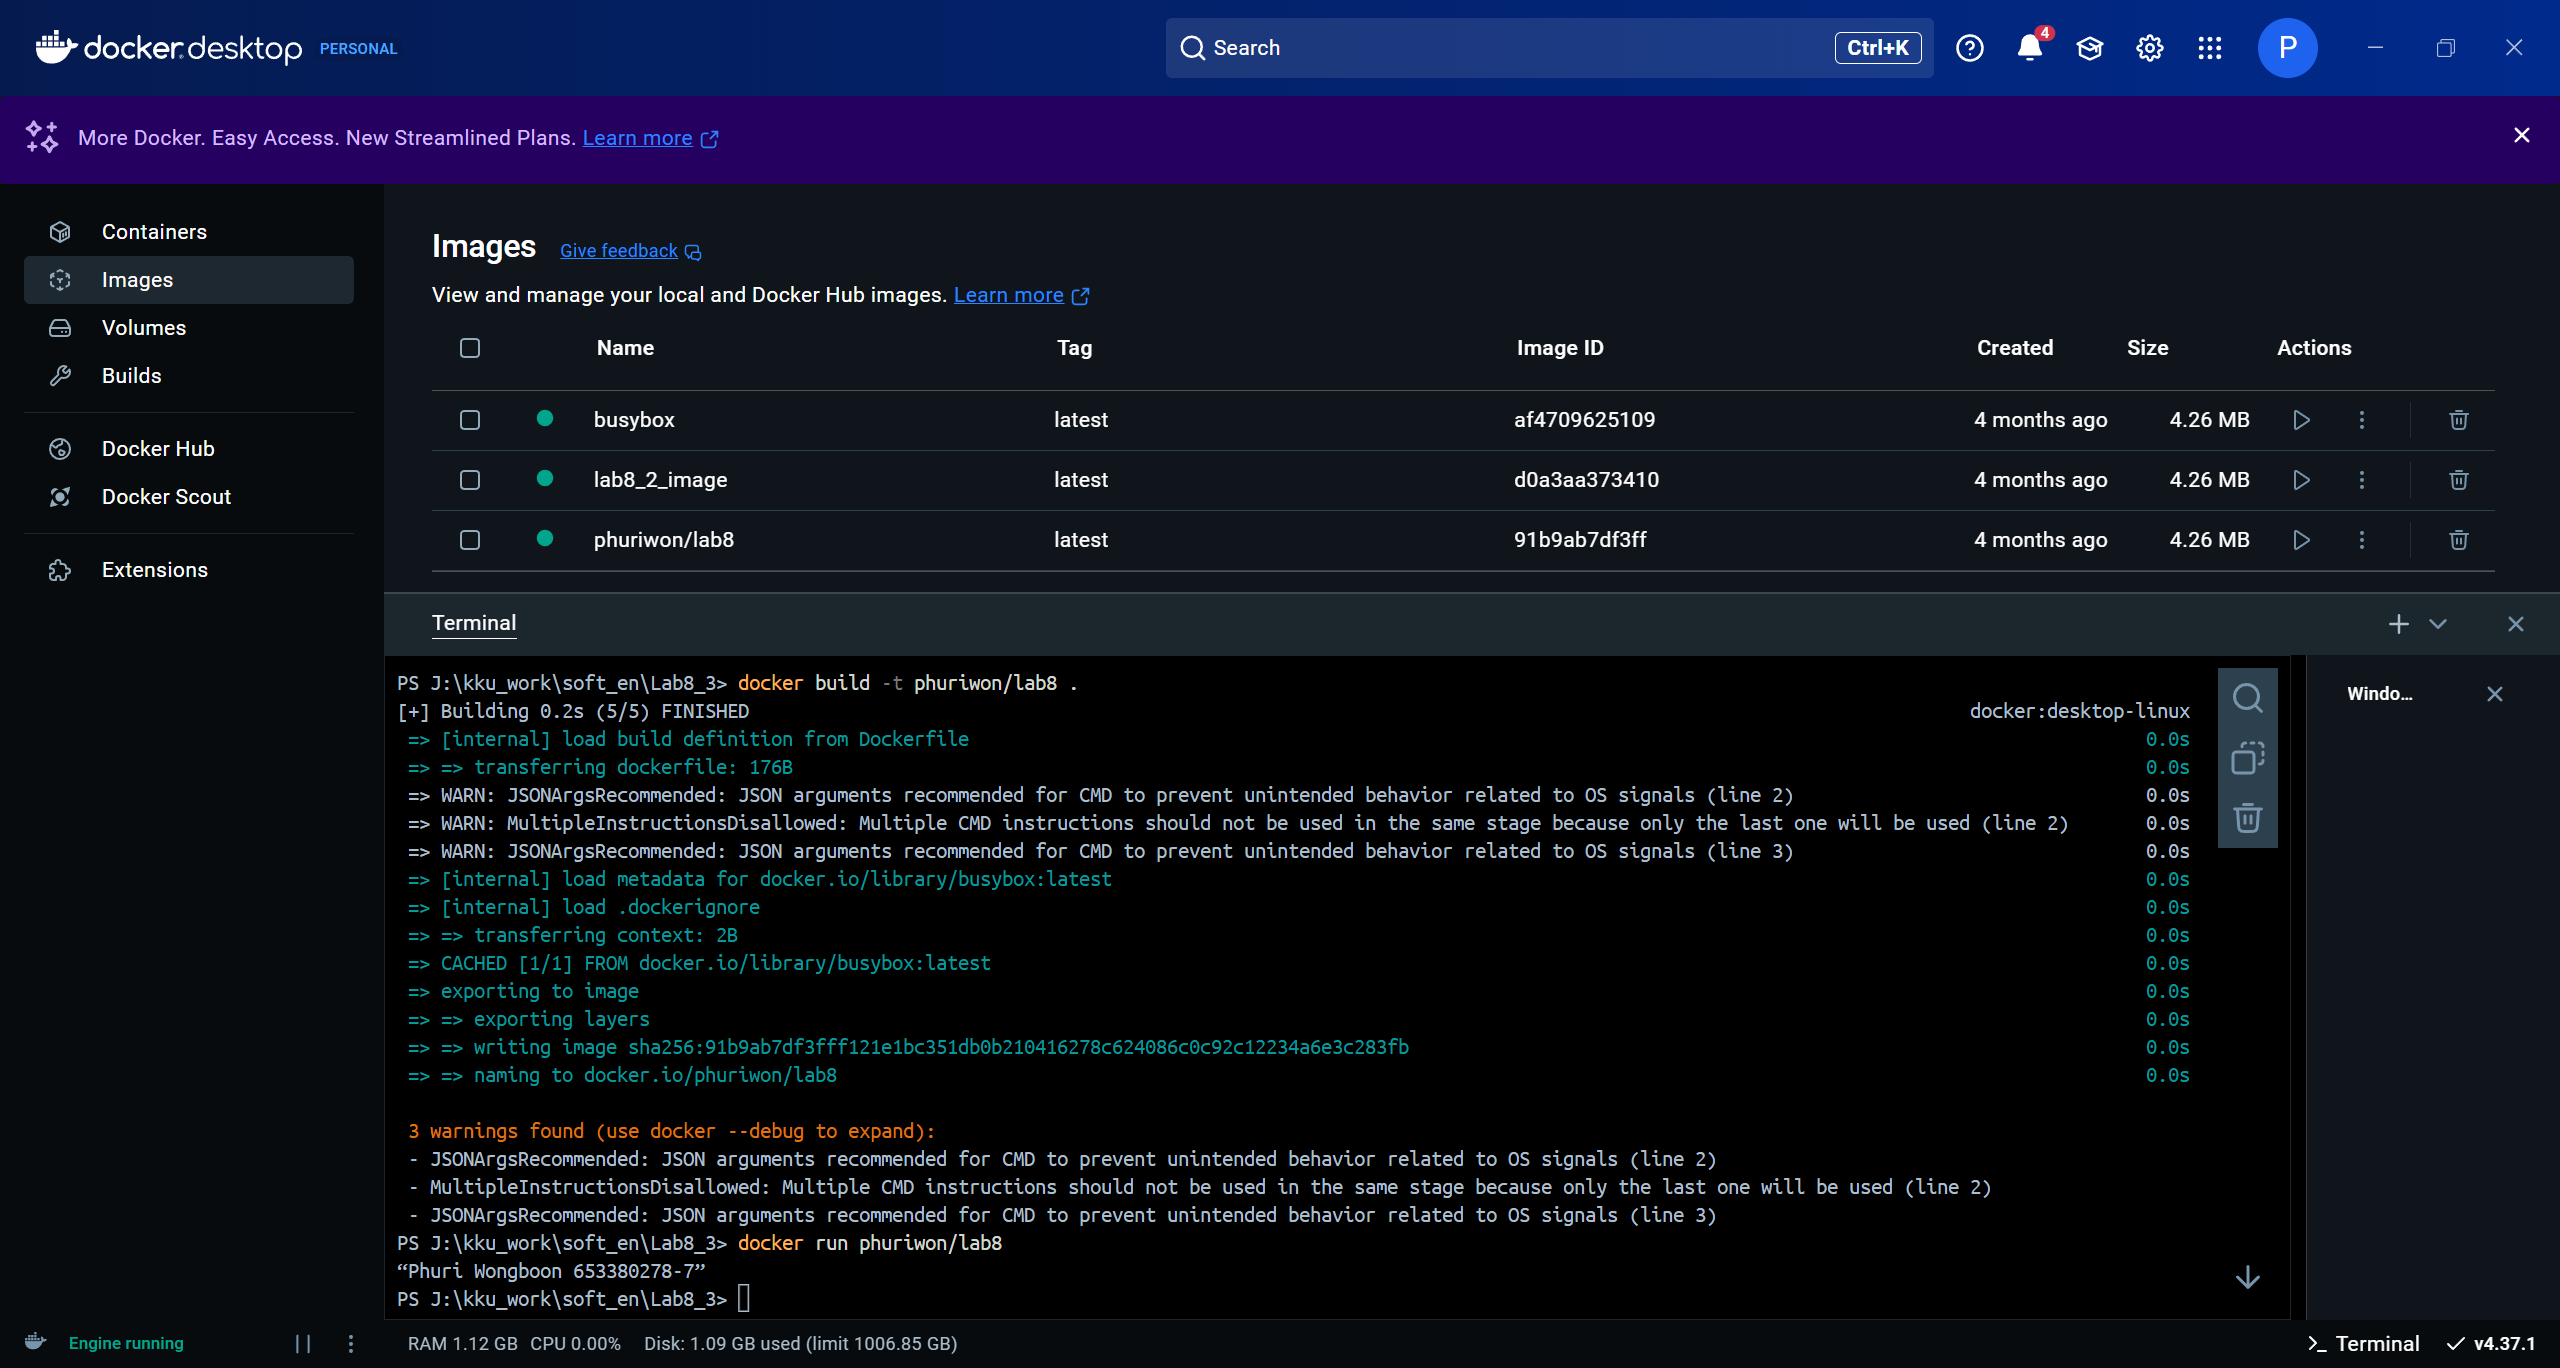 docker desktop PERSONAL
Search Ctrl+K
4
P
More Docker. Easy Access. New Streamlined Plans. Learn more
Containers
Images
Volumes
Builds
Docker Hub
Docker Scout
Extensions
Images Give feedback
View and manage your local and Docker Hub images. Learn more
Name Tag Image ID Created Size Actions
busybox latest af4709625109 4 months ago 4.26 MB
lab8_2_image latest d0a3aa373410 4 months ago 4.26 MB
phuriwon/lab8 latest 91b9ab7df3ff 4 months ago 4.26 MB
Terminal
Windo...
PS J:\kku_work\soft_en\Lab8_3> docker build -t phuriwon/lab8 .
[+] Building 0.2s (5/5) FINISHED docker:desktop-linux
=> [internal] load build definition from Dockerfile 0.0s
=> => transferring dockerfile: 176B 0.0s
=> WARN: JSONArgsRecommended: JSON arguments recommended for CMD to prevent unintended behavior related to OS signals (line 2) 0.0s
=> WARN: MultipleInstructionsDisallowed: Multiple CMD instructions should not be used in the same stage because only the last one will be used (line 2) 0.0s
=> WARN: JSONArgsRecommended: JSON arguments recommended for CMD to prevent unintended behavior related to OS signals (line 3) 0.0s
=> [internal] load metadata for docker.io/library/busybox:latest 0.0s
=> [internal] load .dockerignore 0.0s
=> => transferring context: 2B 0.0s
=> CACHED [1/1] FROM docker.io/library/busybox:latest 0.0s
=> exporting to image 0.0s
=> => exporting layers 0.0s
=> => writing image sha256:91b9ab7df3fff121e1bc351db0b210416278c624086c0c92c12234a6e3c283fb 0.0s
=> => naming to docker.io/phuriwon/lab8 0.0s
3 warnings found (use docker --debug to expand):
- JSONArgsRecommended: JSON arguments recommended for CMD to prevent unintended behavior related to OS signals (line 2)
- MultipleInstructionsDisallowed: Multiple CMD instructions should not be used in the same stage because only the last one will be used (line 2)
- JSONArgsRecommended: JSON arguments recommended for CMD to prevent unintended behavior related to OS signals (line 3)
PS J:\kku_work\soft_en\Lab8_3> docker run phuriwon/lab8
“Phuri Wongboon 653380278-7”
PS J:\kku_work\soft_en\Lab8_3>
Engine running RAM 1.12 GB CPU 0.00% Disk: 1.09 GB used (limit 1006.85 GB) >_ Terminal v4.37.1